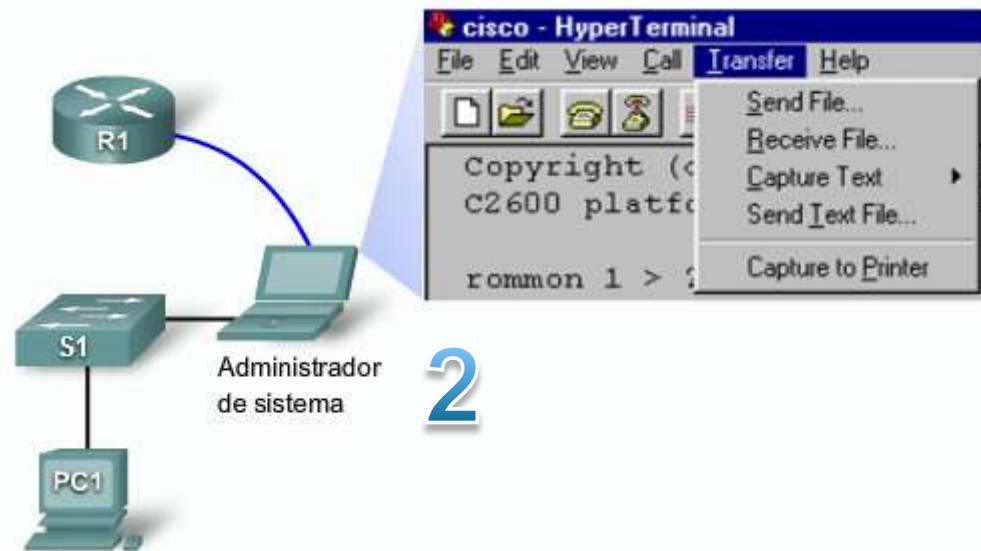 cisco - HyperTerminal
File Edit View Call Transfer Help
Send File...
Receive File...
Capture Text
Send Text File...
Capture to Printer
Copyright (c
C2600 platfo
rommon 1 > 
R1
S1
Administrador
de sistema
2
PC1